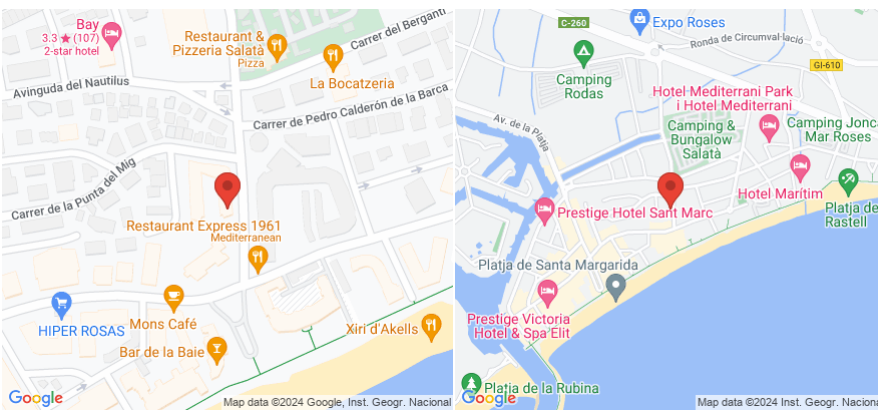 Bay
3.3 ★ (107)
2-star hotel
Restaurant &
Pizzeria Salatà
Pizza
Carrer del Bergantí
La Bocatzeria
Avinguda del Nautilus
Carrer de Pedro Calderón de la Barca
Carrer de la Punta del Mig
Restaurant Express 1961
Mediterranean
HIPER ROSAS
Mons Café
Bar de la Baie
Xiri d'Akells
Google
Map data ©2024 Google, Inst. Geogr. Nacional
C-260
Expo Roses
Ronda de Circumval·lació
GI-610
Camping
Rodas
Hotel Mediterrani Park
i Hotel Mediterrani
Av. de la Platja
Camping &
Bungalow
Salatà
Camping Jonc
Mar Roses
Hotel Marítim
Prestige Hotel Sant Marc
Platja de
Rastell
Platja de Santa Margarida
Prestige Victoria
Hotel & Spa Elit
Platja de la Rubina
Google
Map data ©2024 Google, Inst. Geogr. Nacional